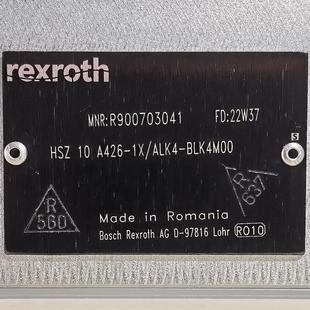 rexroth
MNR:R900703041 FD:22W37
HSZ 10 A426-1X/ALK4-BLK4M00
S
R
560
R
637
Made in Romania
Bosch Rexroth AG D-97816 Lohr R010